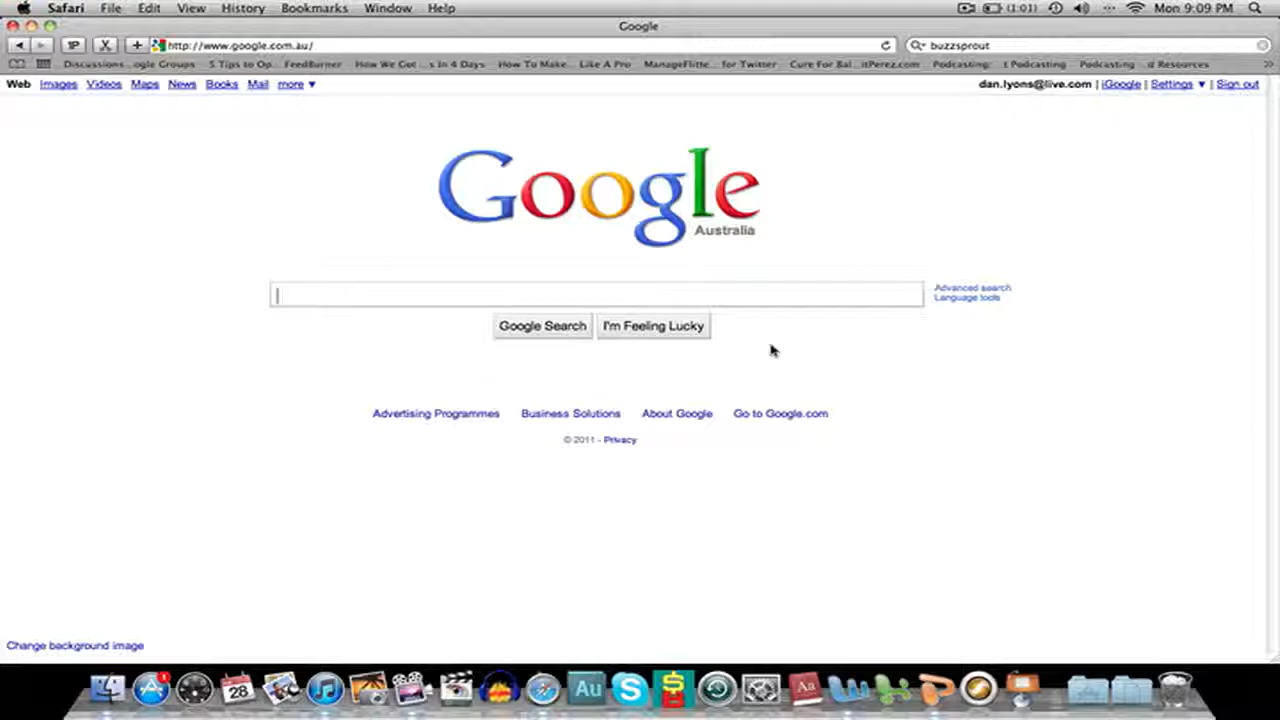 Safari File Edit View History Bookmarks Window Help (1:01) Mon 9:09 PM
Google
http://www.google.com.au/ buzzsprout
Discussions ...ogle Groups 5 Tips to Op... FeedBurner How We Got ...s In 4 Days How To Make... Like A Pro ManageFlitte... for Twitter Cure For Bal...itPerez.com Podcasting: t Podcasting Podcasting d Resources
Web Images Videos Maps News Books Mail more dan.lyons@live.com | iGoogle | Settings | Sign out
Google
Australia
Advanced search
Language tools
Google Search I'm Feeling Lucky
Advertising Programmes Business Solutions About Google Go to Google.com
© 2011 - Privacy
Change background image
1 28 Au S $ Aa